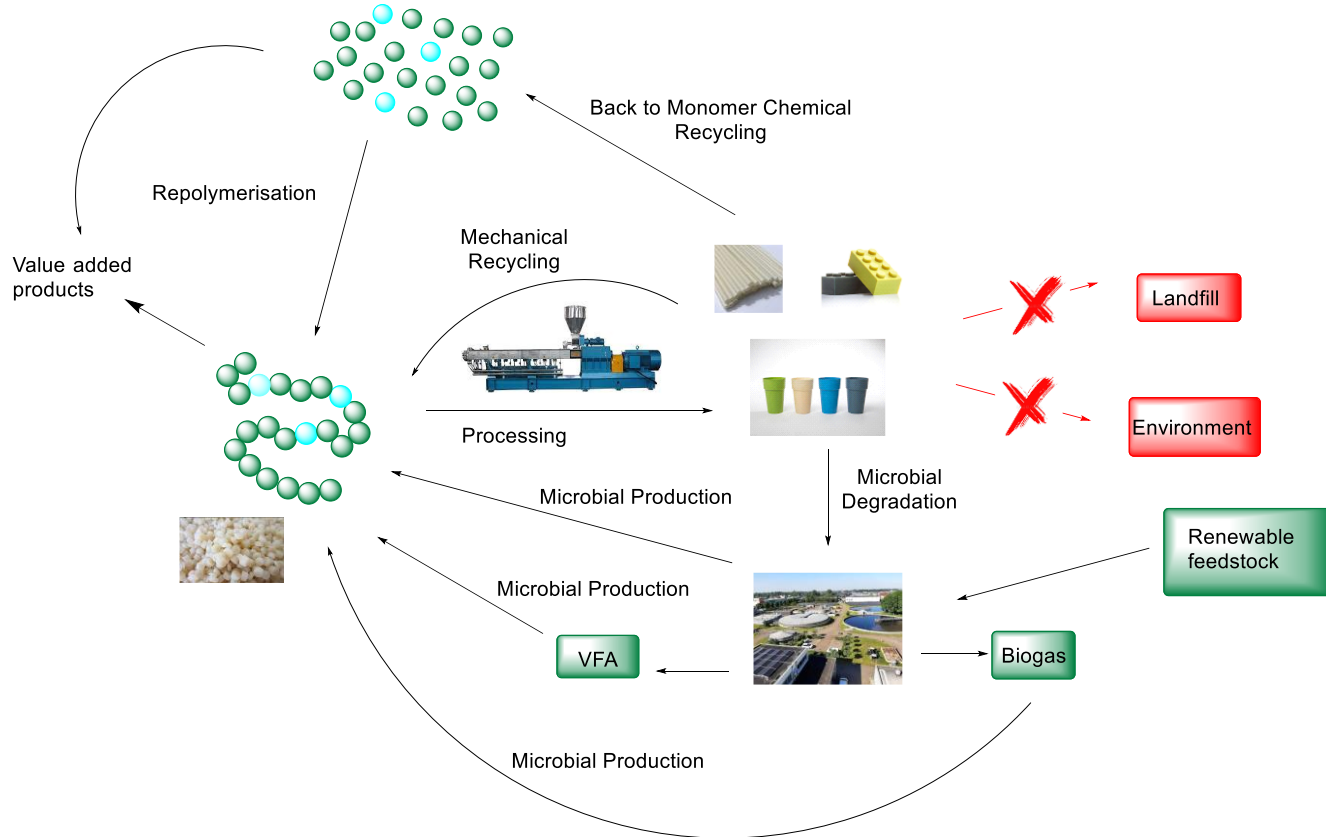 Back to Monomer Chemical
Recycling
Repolymerisation
Mechanical
Recycling
Value added
products
Landfill
Environment
Processing
Microbial
Degradation
Microbial Production
Renewable
feedstock
Microbial Production
VFA
Biogas
Microbial Production